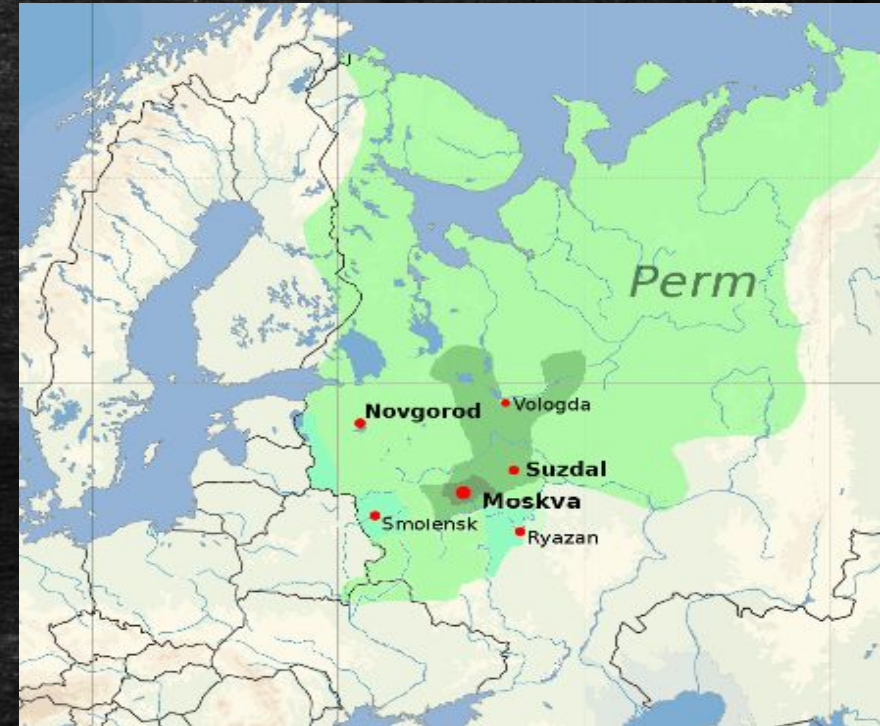 Perm
Novgorod
Vologda
Suzdal
Moskva
Smolensk
Ryazan